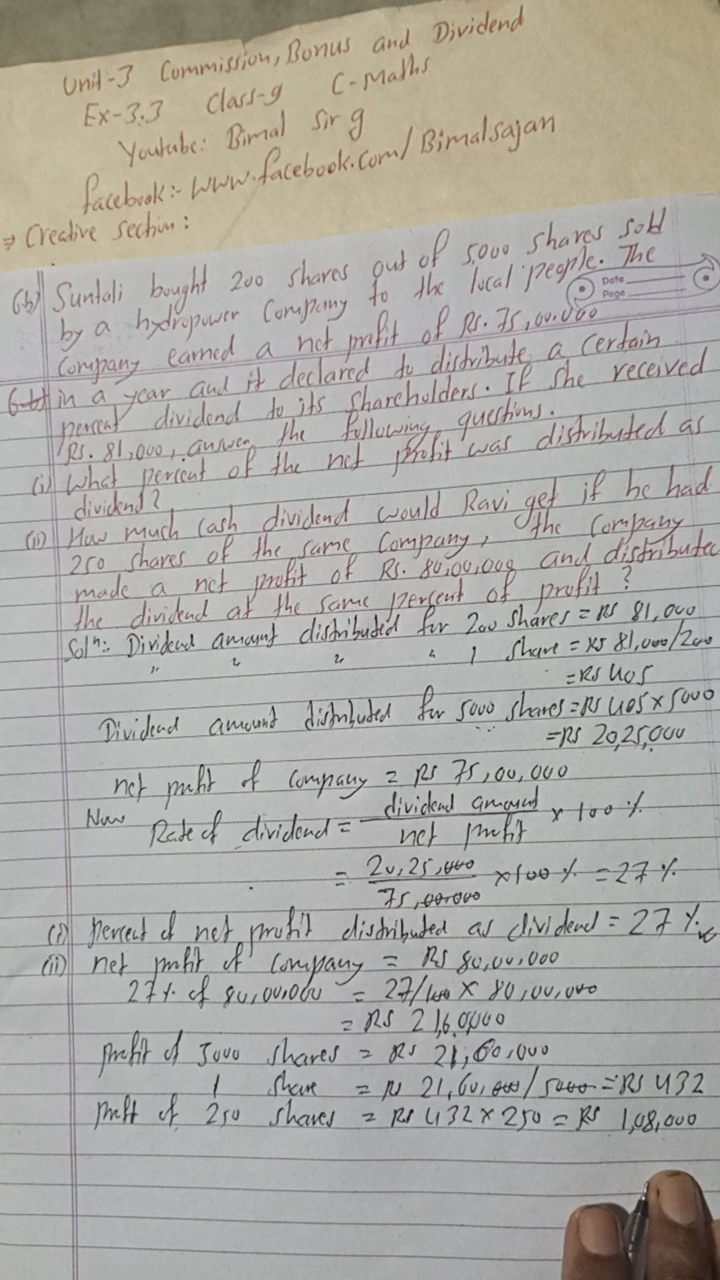 Unit-3 Commission, Bonus and Dividend
Ex-3.3 Class-9 C-Maths
Youtube: Bimal Sir g
facebook:- www.facebook.com/Bimalsajan
⇒ Creative section:
6b) Suntali bought 200 shares out of 5,000 shares sold
by a hydropower Company to the local people. The
Date
Page
Company earned a net profit of Rs. 75,00,000
in a year and it declared to distribute a certain
percent dividend to its shareholders. If she received
Rs. 81,000, answer the following questions.
(i) What percent of the net profit was distributed as
dividend?
(ii) How much cash dividend would Ravi get if he had
250 shares of the same Company, the Company
made a net profit of Rs. 80,00,000 and distributed
the dividend at the same percent of profit?
Solⁿ: Dividend amount distributed for 200 shares = RS 81,000
" " " " 1 share = RS 81,000/200
= RS 405
Dividend amount distributed for 5000 shares = RS 405 × 5000
= RS 20,25,000
net profit of company = RS 75,00,000
Now
Rate of dividend = dividend amount / net profit × 100 %
= 20,25,000 / 75,00,000 × 100 % = 27 %
(i) percent of net profit distributed as dividend = 27 %
(ii) net profit of company = RS 80,00,000
27% of 80,00,000 = 27/100 × 80,00,000
= RS 21,60,000
profit of 5000 shares = RS 21,60,000
1 share = RS 21,60,000/5000 = RS 432
profit of 250 shares = RS 432 × 250 = RS 1,08,000